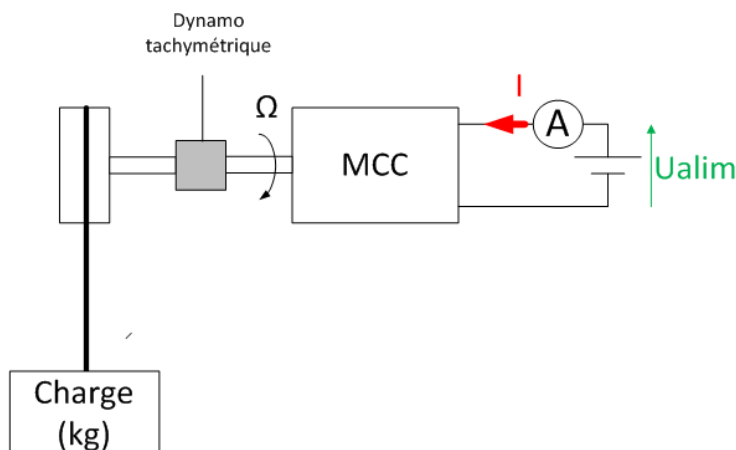 Dynamo
tachymétrique
I
Ω
A
MCC
Ualim
Charge
(kg)